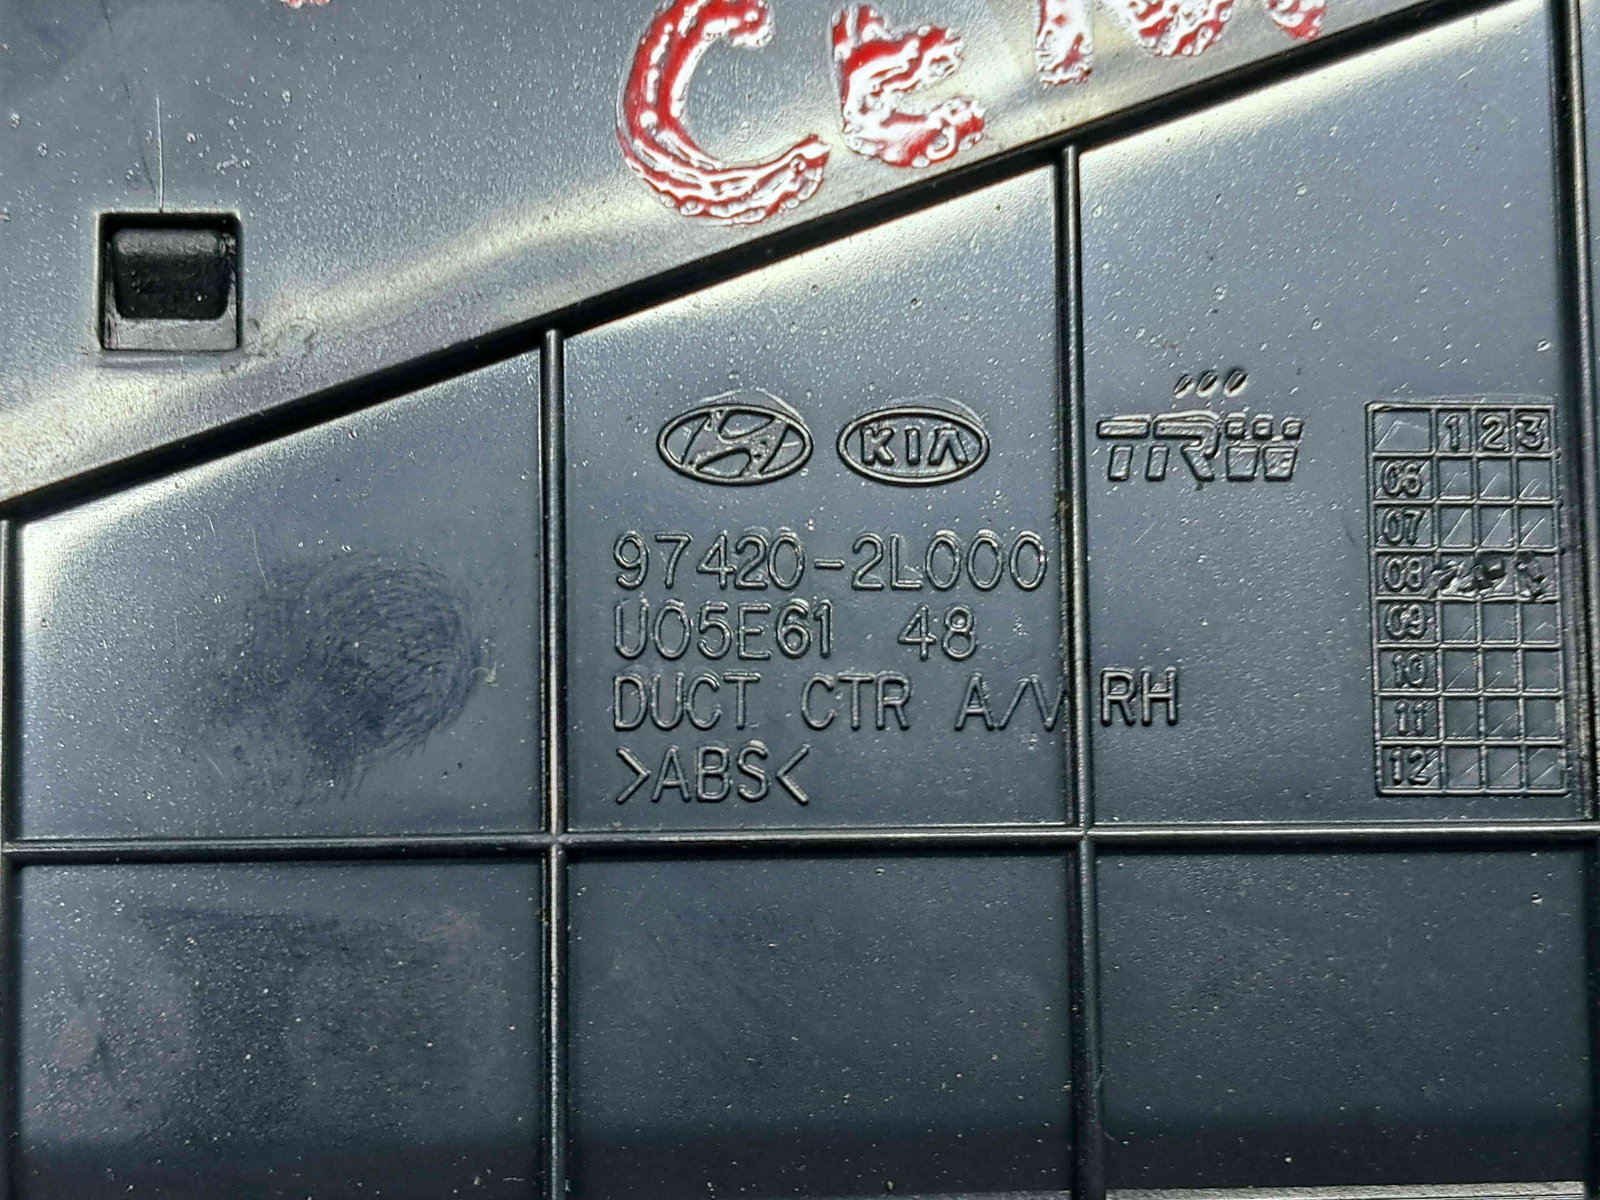 KIA
TRW
97420-2L000
U05E61 48
DUCT CTR A/V RH
>ABS<
1 2 3
06
07
08
09
10
11
12